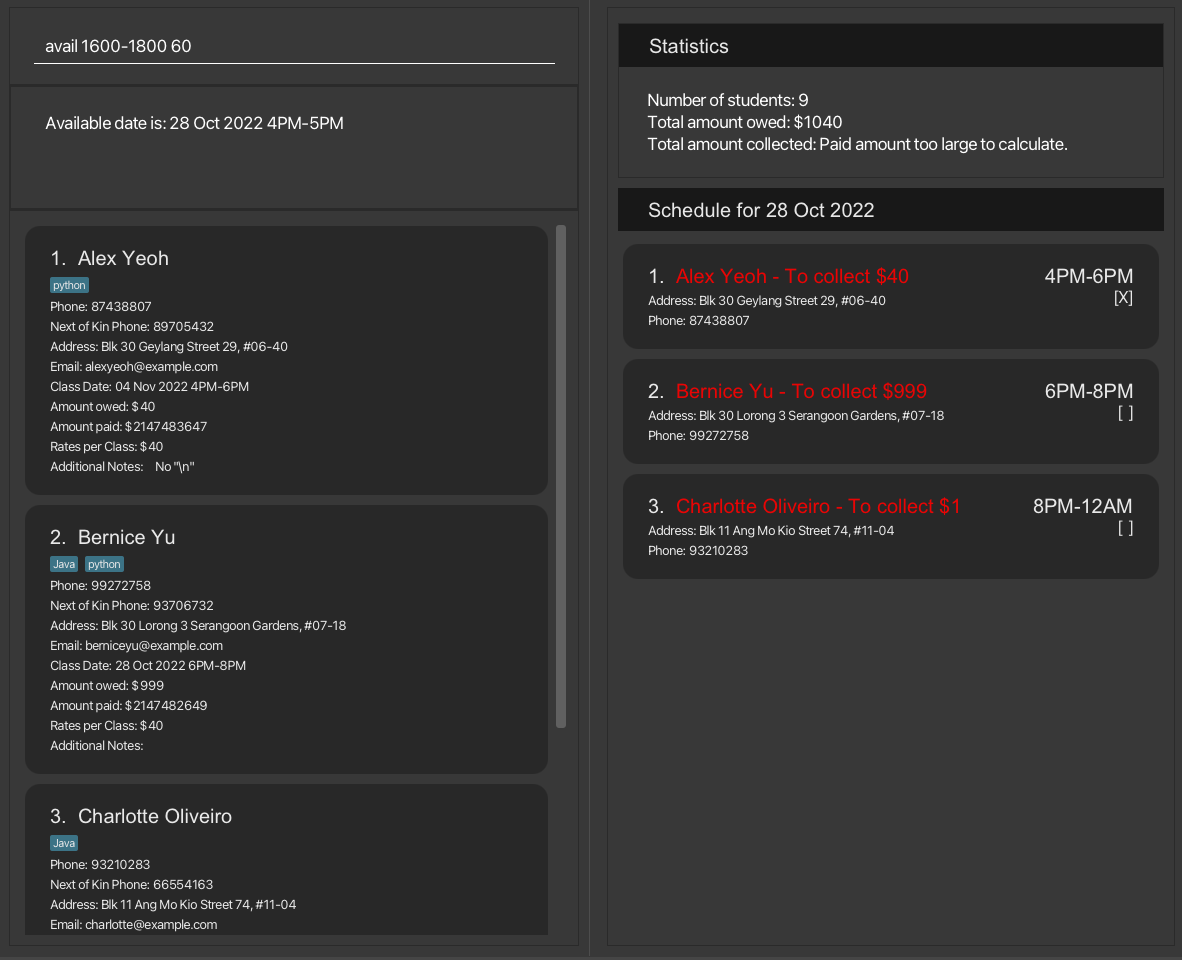 avail 1600-1800 60
Available date is: 28 Oct 2022 4PM-5PM
1. Alex Yeoh
python
Phone: 87438807
Next of Kin Phone: 89705432
Address: Blk 30 Geylang Street 29, #06-40
Email: alexyeoh@example.com
Class Date: 04 Nov 2022 4PM-6PM
Amount owed: $40
Amount paid: $2147483647
Rates per Class: $40
Additional Notes: No "\n"
2. Bernice Yu
Java python
Phone: 99272758
Next of Kin Phone: 93706732
Address: Blk 30 Lorong 3 Serangoon Gardens, #07-18
Email: berniceyu@example.com
Class Date: 28 Oct 2022 6PM-8PM
Amount owed: $999
Amount paid: $2147482649
Rates per Class: $40
Additional Notes:
3. Charlotte Oliveiro
Java
Phone: 93210283
Next of Kin Phone: 66554163
Address: Blk 11 Ang Mo Kio Street 74, #11-04
Email: charlotte@example.com
Statistics
Number of students: 9
Total amount owed: $1040
Total amount collected: Paid amount too large to calculate.
Schedule for 28 Oct 2022
1. Alex Yeoh - To collect $40 4PM-6PM
Address: Blk 30 Geylang Street 29, #06-40 [X]
Phone: 87438807
2. Bernice Yu - To collect $999 6PM-8PM
Address: Blk 30 Lorong 3 Serangoon Gardens, #07-18 [ ]
Phone: 99272758
3. Charlotte Oliveiro - To collect $1 8PM-12AM
Address: Blk 11 Ang Mo Kio Street 74, #11-04 [ ]
Phone: 93210283